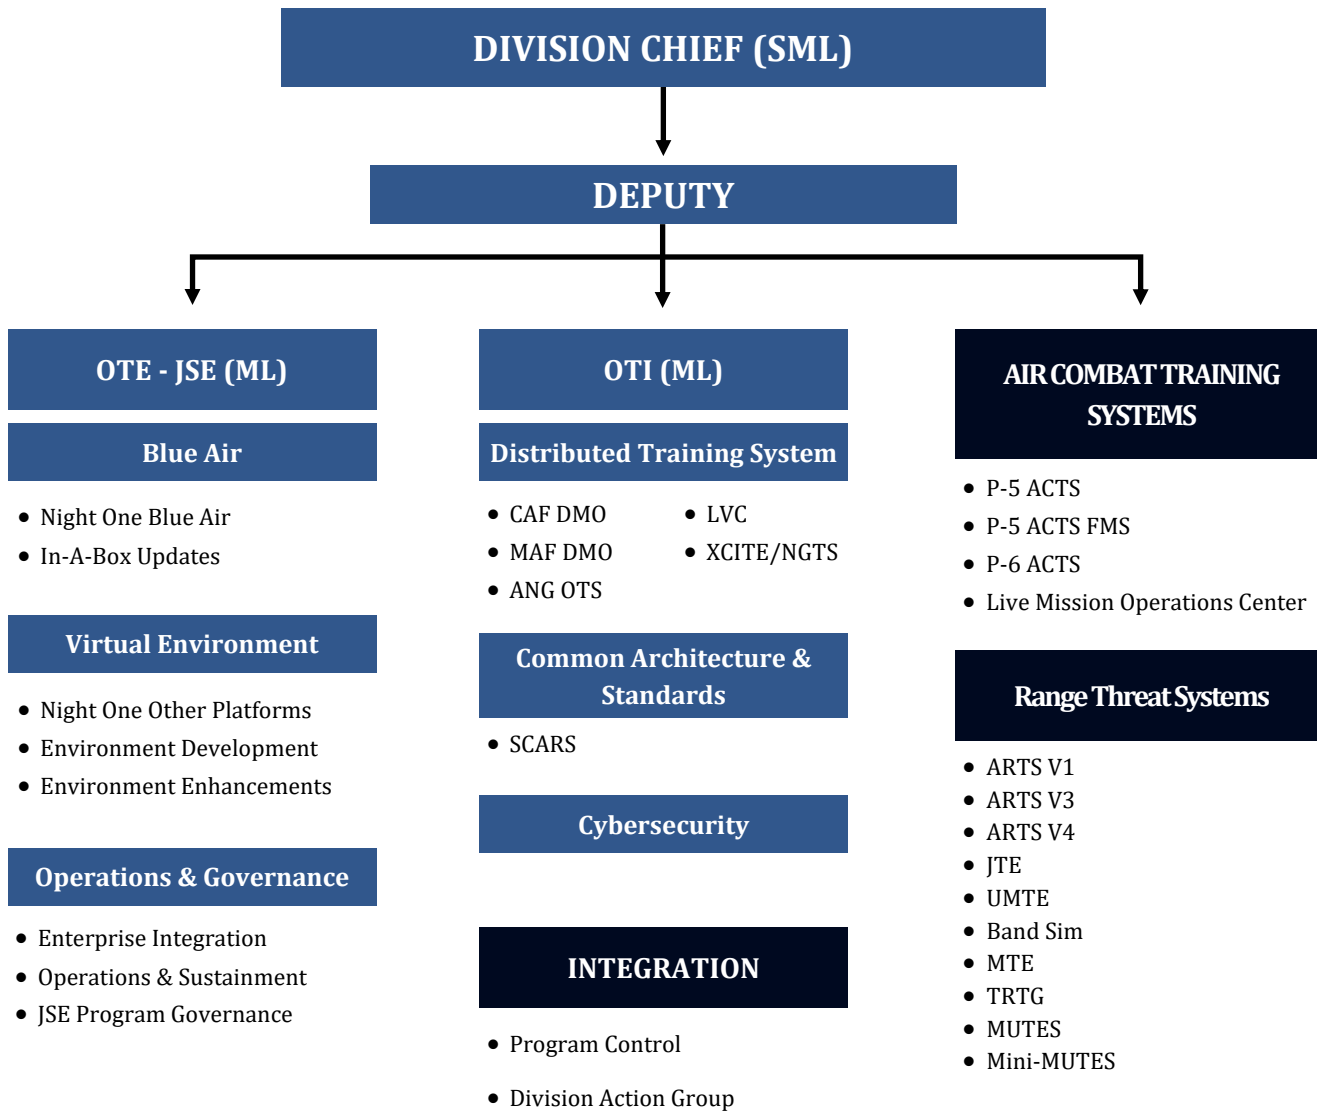 DIVISION CHIEF (SML)
DEPUTY
OTE - JSE (ML)
Blue Air
• Night One Blue Air
• In-A-Box Updates
Virtual Environment
• Night One Other Platforms
• Environment Development
• Environment Enhancements
Operations & Governance
• Enterprise Integration
• Operations & Sustainment
• JSE Program Governance
OTI (ML)
Distributed Training System
• CAF DMO
• MAF DMO
• ANG OTS
• LVC
• XCITE/NGTS
Common Architecture &
Standards
• SCARS
Cybersecurity
INTEGRATION
• Program Control
• Division Action Group
AIR COMBAT TRAINING
SYSTEMS
• P-5 ACTS
• P-5 ACTS FMS
• P-6 ACTS
• Live Mission Operations Center
Range Threat Systems
• ARTS V1
• ARTS V3
• ARTS V4
• JTE
• UMTE
• Band Sim
• MTE
• TRTG
• MUTES
• Mini-MUTES